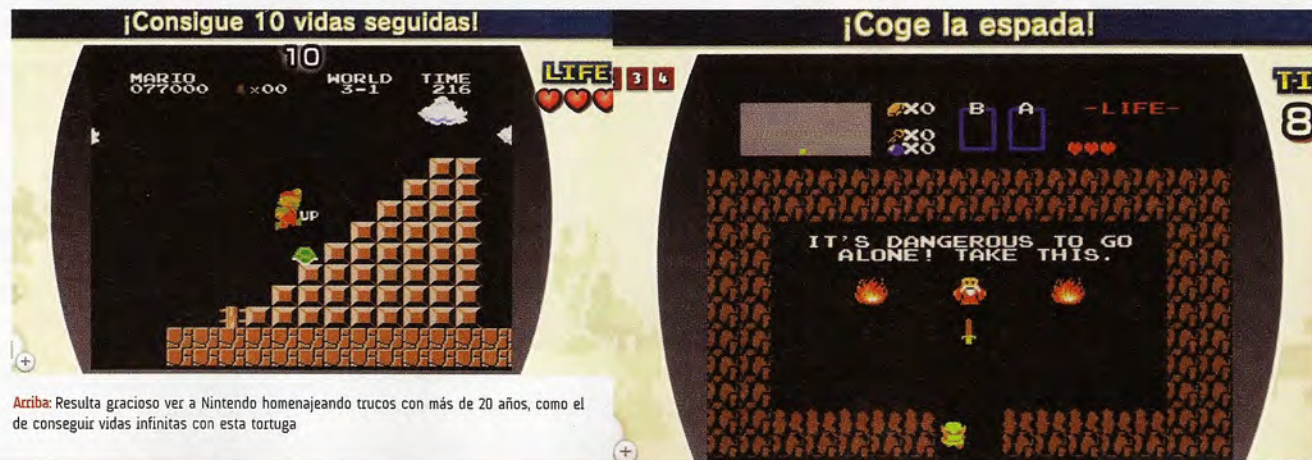 ¡Consigue 10 vidas seguidas!
10
MARIO WORLD TIME
077000 ×00 3-1 216
LIFE
UP
Arriba: Resulta gracioso ver a Nintendo homenajeando trucos con más de 20 años, como el
de conseguir vidas infinitas con esta tortuga
¡Coge la espada!
3 4
TI
8
X0 B A -LIFE-
X0
X0
IT'S DANGEROUS TO GO
ALONE! TAKE THIS.